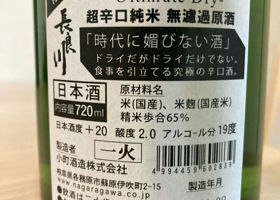 Ultimate Dry
長良川
超辛口純米 無濾過原酒
「時代に媚びない酒」
ドライだがドライだけでない。
食事を引立てる究極の辛口酒。
日本酒
内容量720ml
原材料名
米(国産)、米麹(国産米)
精米歩合65%
日本酒度+20 酸度 2.0 アルコール分 19度
製造者 一火
小町酒造株式会社
岐阜県各務原市蘇原伊吹町2-15
www.nagaragawa.co.jp
4994459602839
製造年月